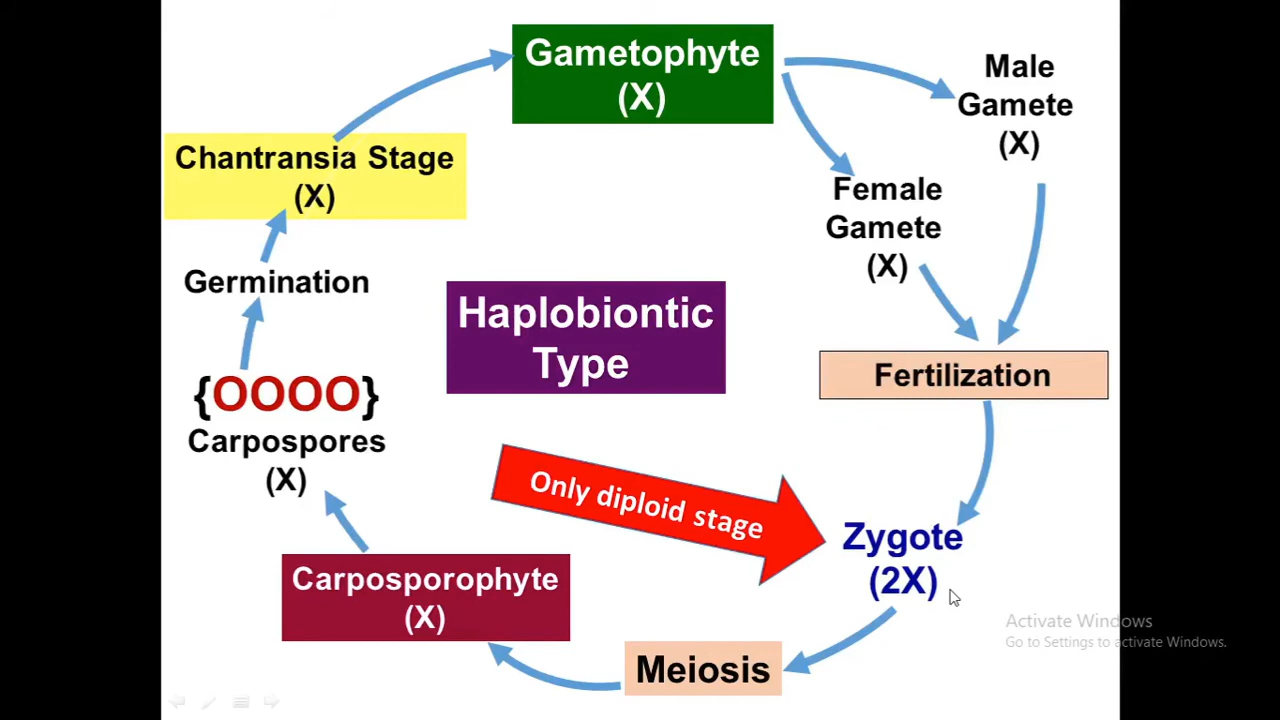 Gametophyte
(X)
Male
Gamete
(X)
Female
Gamete
(X)
Fertilization
Zygote
(2X)
Only diploid stage
Meiosis
Carposporophyte
(X)
{OOOO}
Carpospores
(X)
Germination
Chantransia Stage
(X)
Haplobiontic
Type
Activate Windows
Go to Settings to activate Windows.